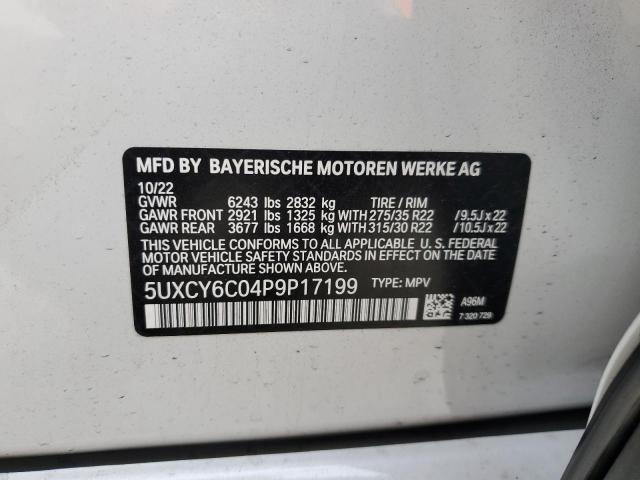 MFD BY BAYERISCHE MOTOREN WERKE AG
10/22
GVWR 6243 lbs 2832 kg TIRE / RIM
GAWR FRONT 2921 lbs 1325 kg WITH 275/35 R22 /9.5Jx22
GAWR REAR 3677 lbs 1668 kg WITH 315/30 R22 /10.5Jx22
THIS VEHICLE CONFORMS TO ALL APPLICABLE U. S. FEDERAL
MOTOR VEHICLE SAFETY STANDARDS IN EFFECT ON THE
DATE OF MANUFACTURE SHOWN ABOVE.
5UXCY6C04P9P17199 TYPE: MPV
A96M
7 320 729